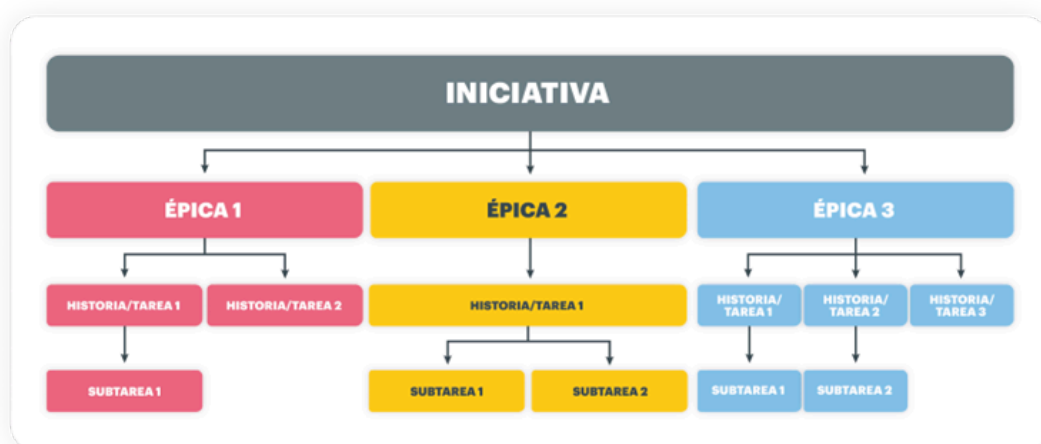 INICIATIVA
ÉPICA 1
ÉPICA 2
ÉPICA 3
HISTORIA/TAREA 1
HISTORIA/TAREA 2
HISTORIA/TAREA 1
HISTORIA/
TAREA 1
HISTORIA/
TAREA 2
HISTORIA/
TAREA 3
SUBTAREA 1
SUBTAREA 1
SUBTAREA 2
SUBTAREA 1
SUBTAREA 2